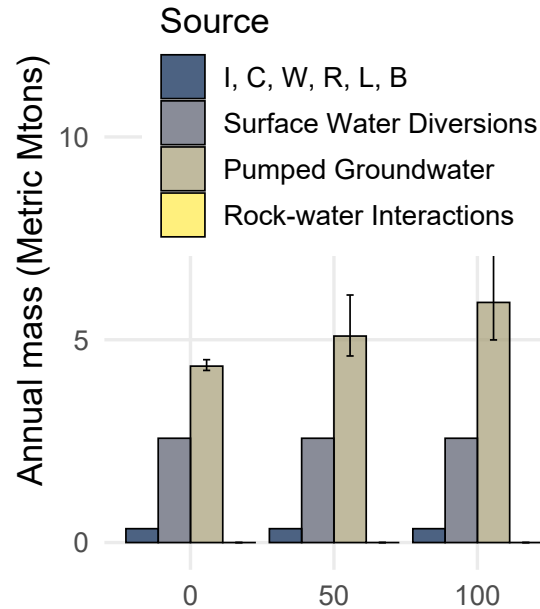 Source
I, C, W, R, L, B
Surface Water Diversions
Pumped Groundwater
Rock-water Interactions
Annual mass (Metric Mtons)
10
5
0
0 50 100